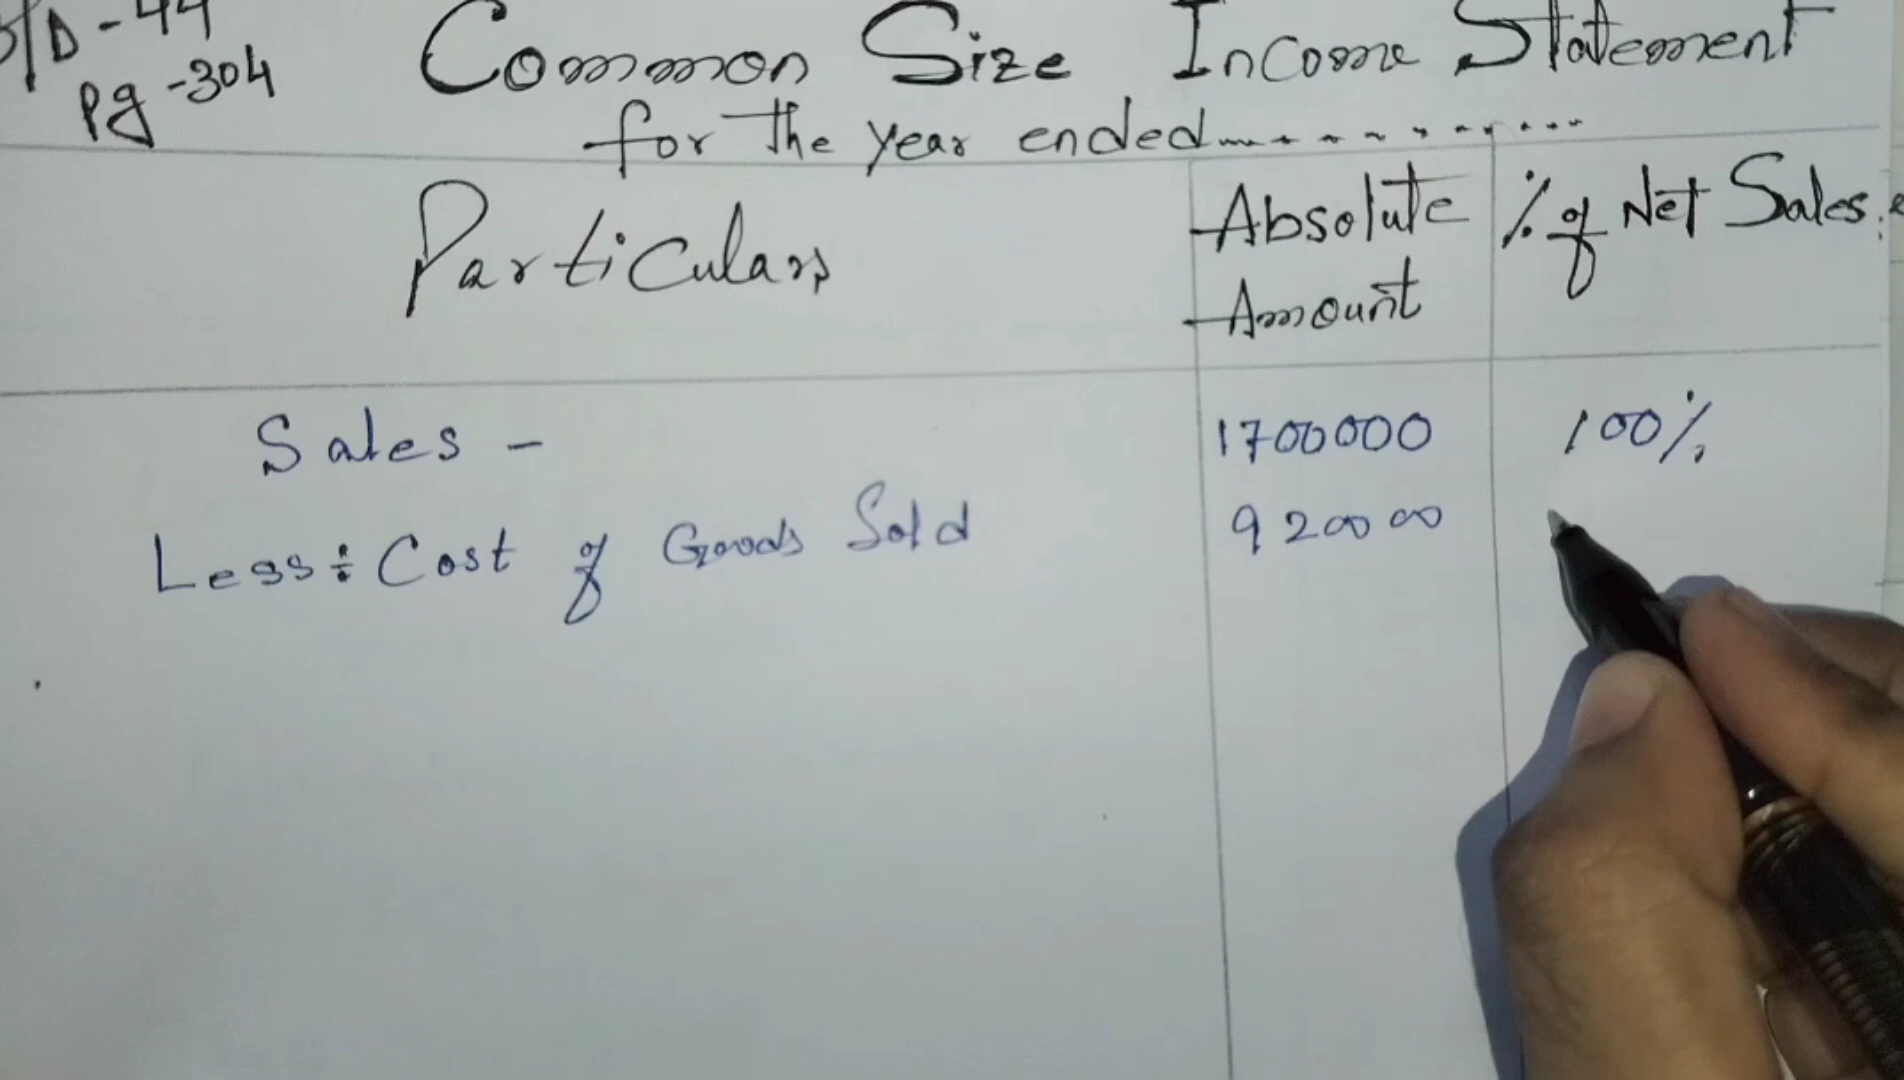 Pg-304
Common Size Income Statement
for the year ended...........
Particulars
Absolute Amount
% of Net Sales
Sales -
1700000
100%
Less: Cost of Goods Sold
920000